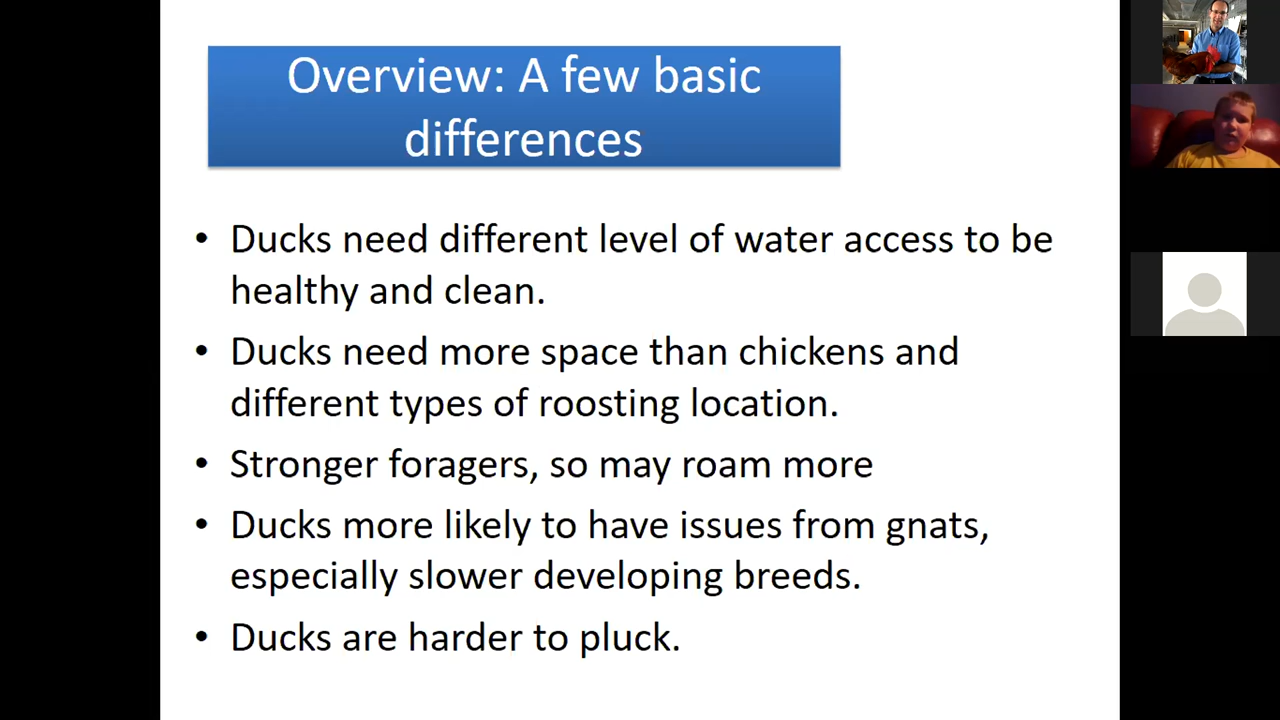 Overview: A few basic
differences
• Ducks need different level of water access to be
healthy and clean.
• Ducks need more space than chickens and
different types of roosting location.
• Stronger foragers, so may roam more
• Ducks more likely to have issues from gnats,
especially slower developing breeds.
• Ducks are harder to pluck.